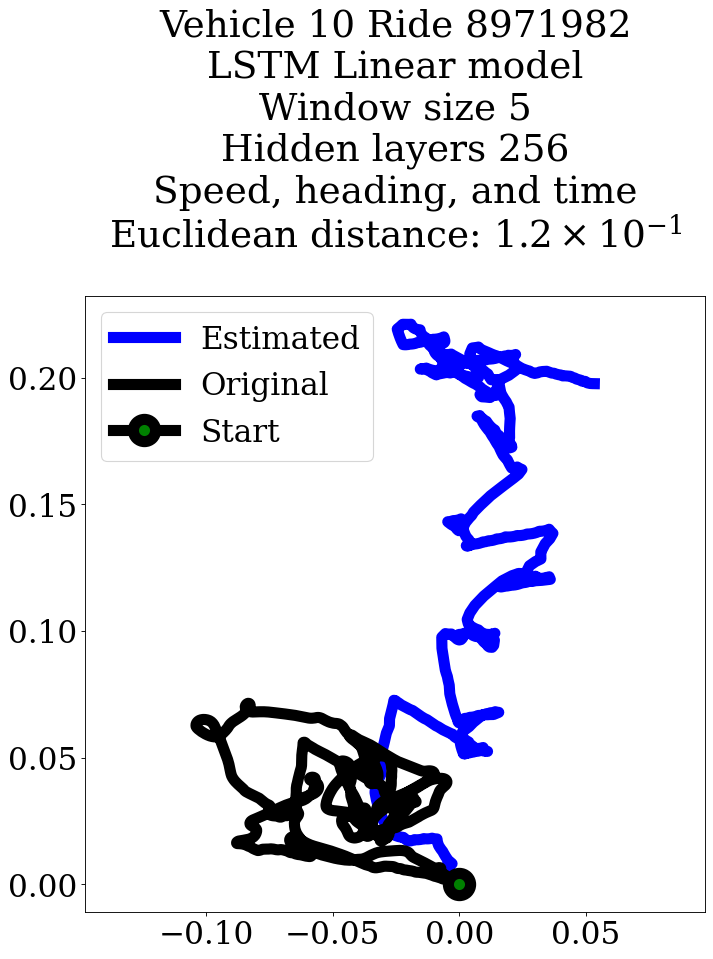 Vehicle 10 Ride 8971982
LSTM Linear model
Window size 5
Hidden layers 256
Speed, heading, and time
Euclidean distance: 1.2 × 10⁻¹
Estimated
Original
Start
0.20
0.15
0.10
0.05
0.00
−0.10 −0.05 0.00 0.05